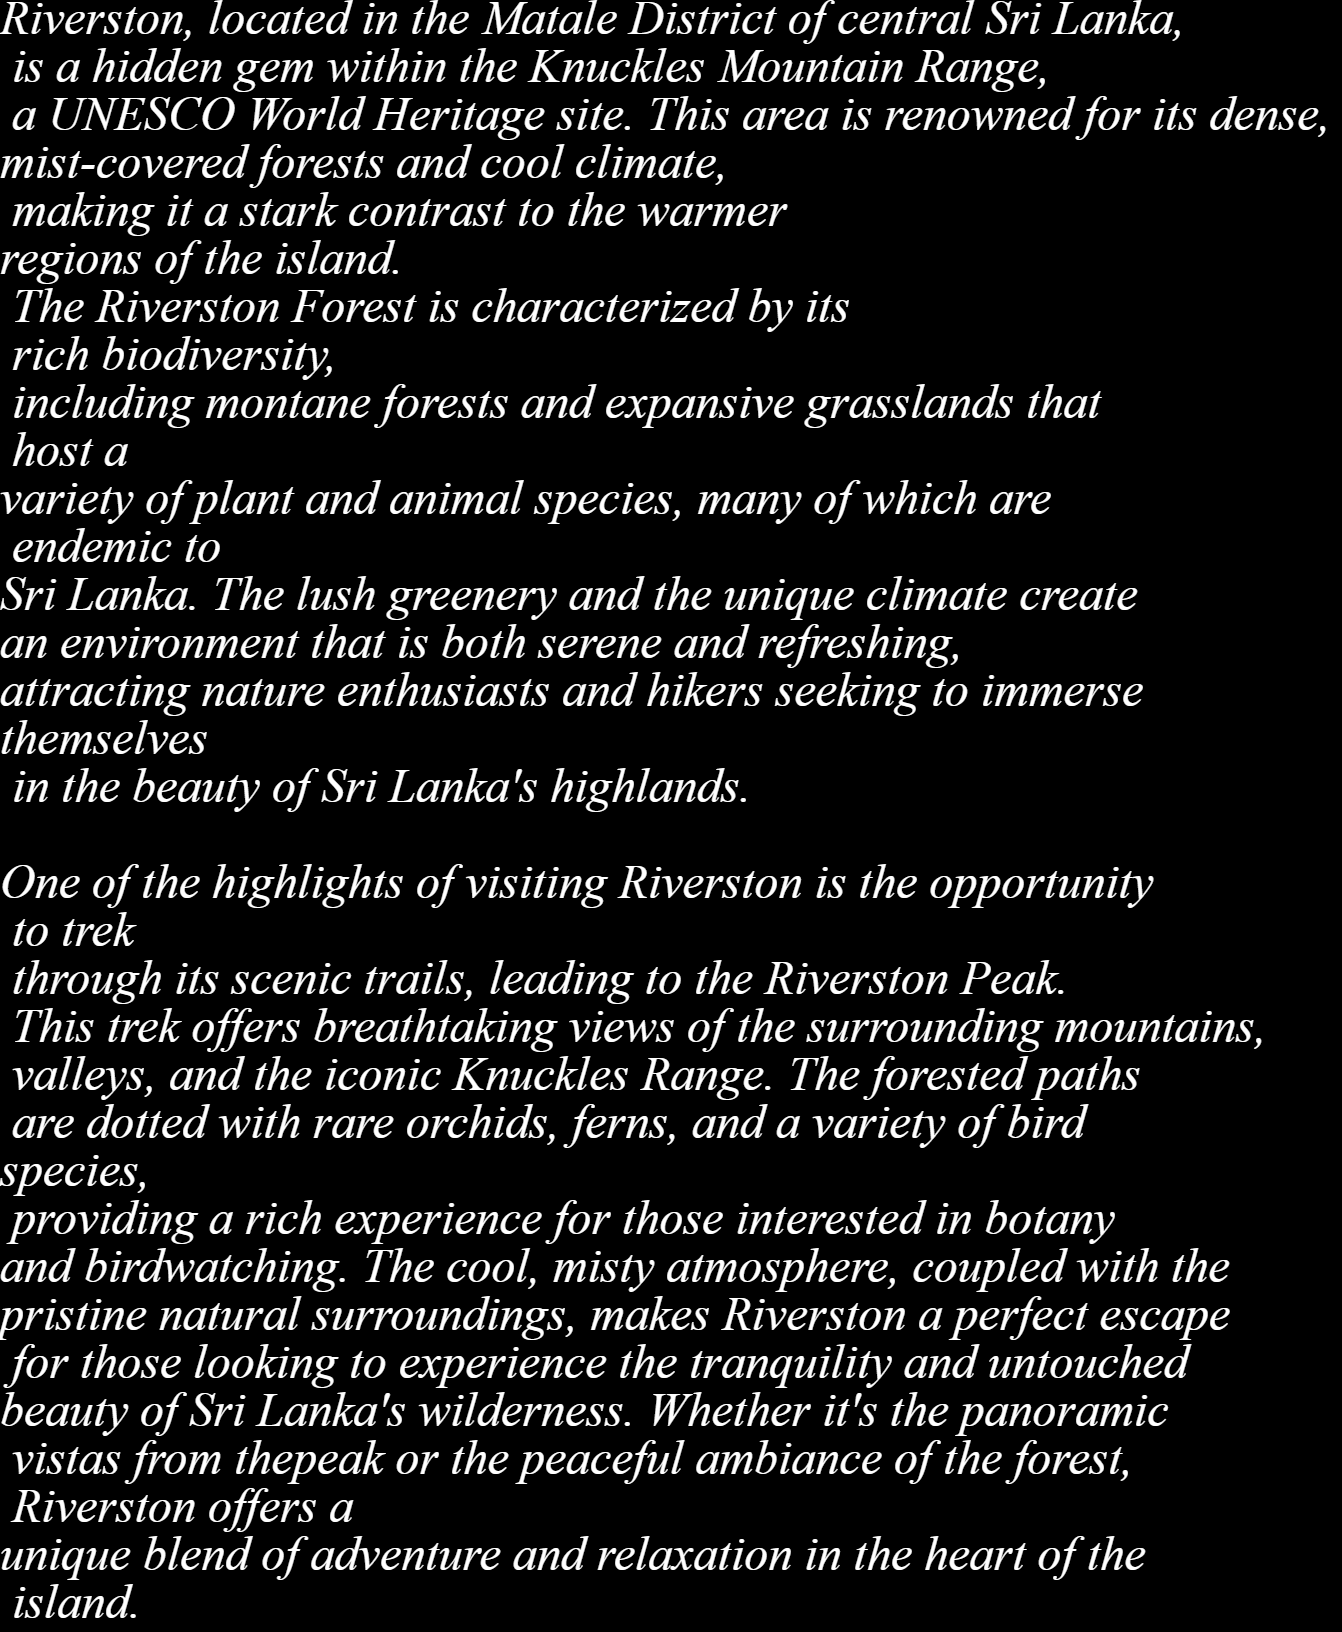 Riverston, located in the Matale District of central Sri Lanka,
is a hidden gem within the Knuckles Mountain Range,
a UNESCO World Heritage site. This area is renowned for its dense,
mist-covered forests and cool climate,
making it a stark contrast to the warmer
regions of the island.
The Riverston Forest is characterized by its
rich biodiversity,
including montane forests and expansive grasslands that
host a
variety of plant and animal species, many of which are
endemic to
Sri Lanka. The lush greenery and the unique climate create
an environment that is both serene and refreshing,
attracting nature enthusiasts and hikers seeking to immerse
themselves
in the beauty of Sri Lanka's highlands.

One of the highlights of visiting Riverston is the opportunity
to trek
through its scenic trails, leading to the Riverston Peak.
This trek offers breathtaking views of the surrounding mountains,
valleys, and the iconic Knuckles Range. The forested paths
are dotted with rare orchids, ferns, and a variety of bird
species,
providing a rich experience for those interested in botany
and birdwatching. The cool, misty atmosphere, coupled with the
pristine natural surroundings, makes Riverston a perfect escape
for those looking to experience the tranquility and untouched
beauty of Sri Lanka's wilderness. Whether it's the panoramic
vistas from thepeak or the peaceful ambiance of the forest,
Riverston offers a
unique blend of adventure and relaxation in the heart of the
island.